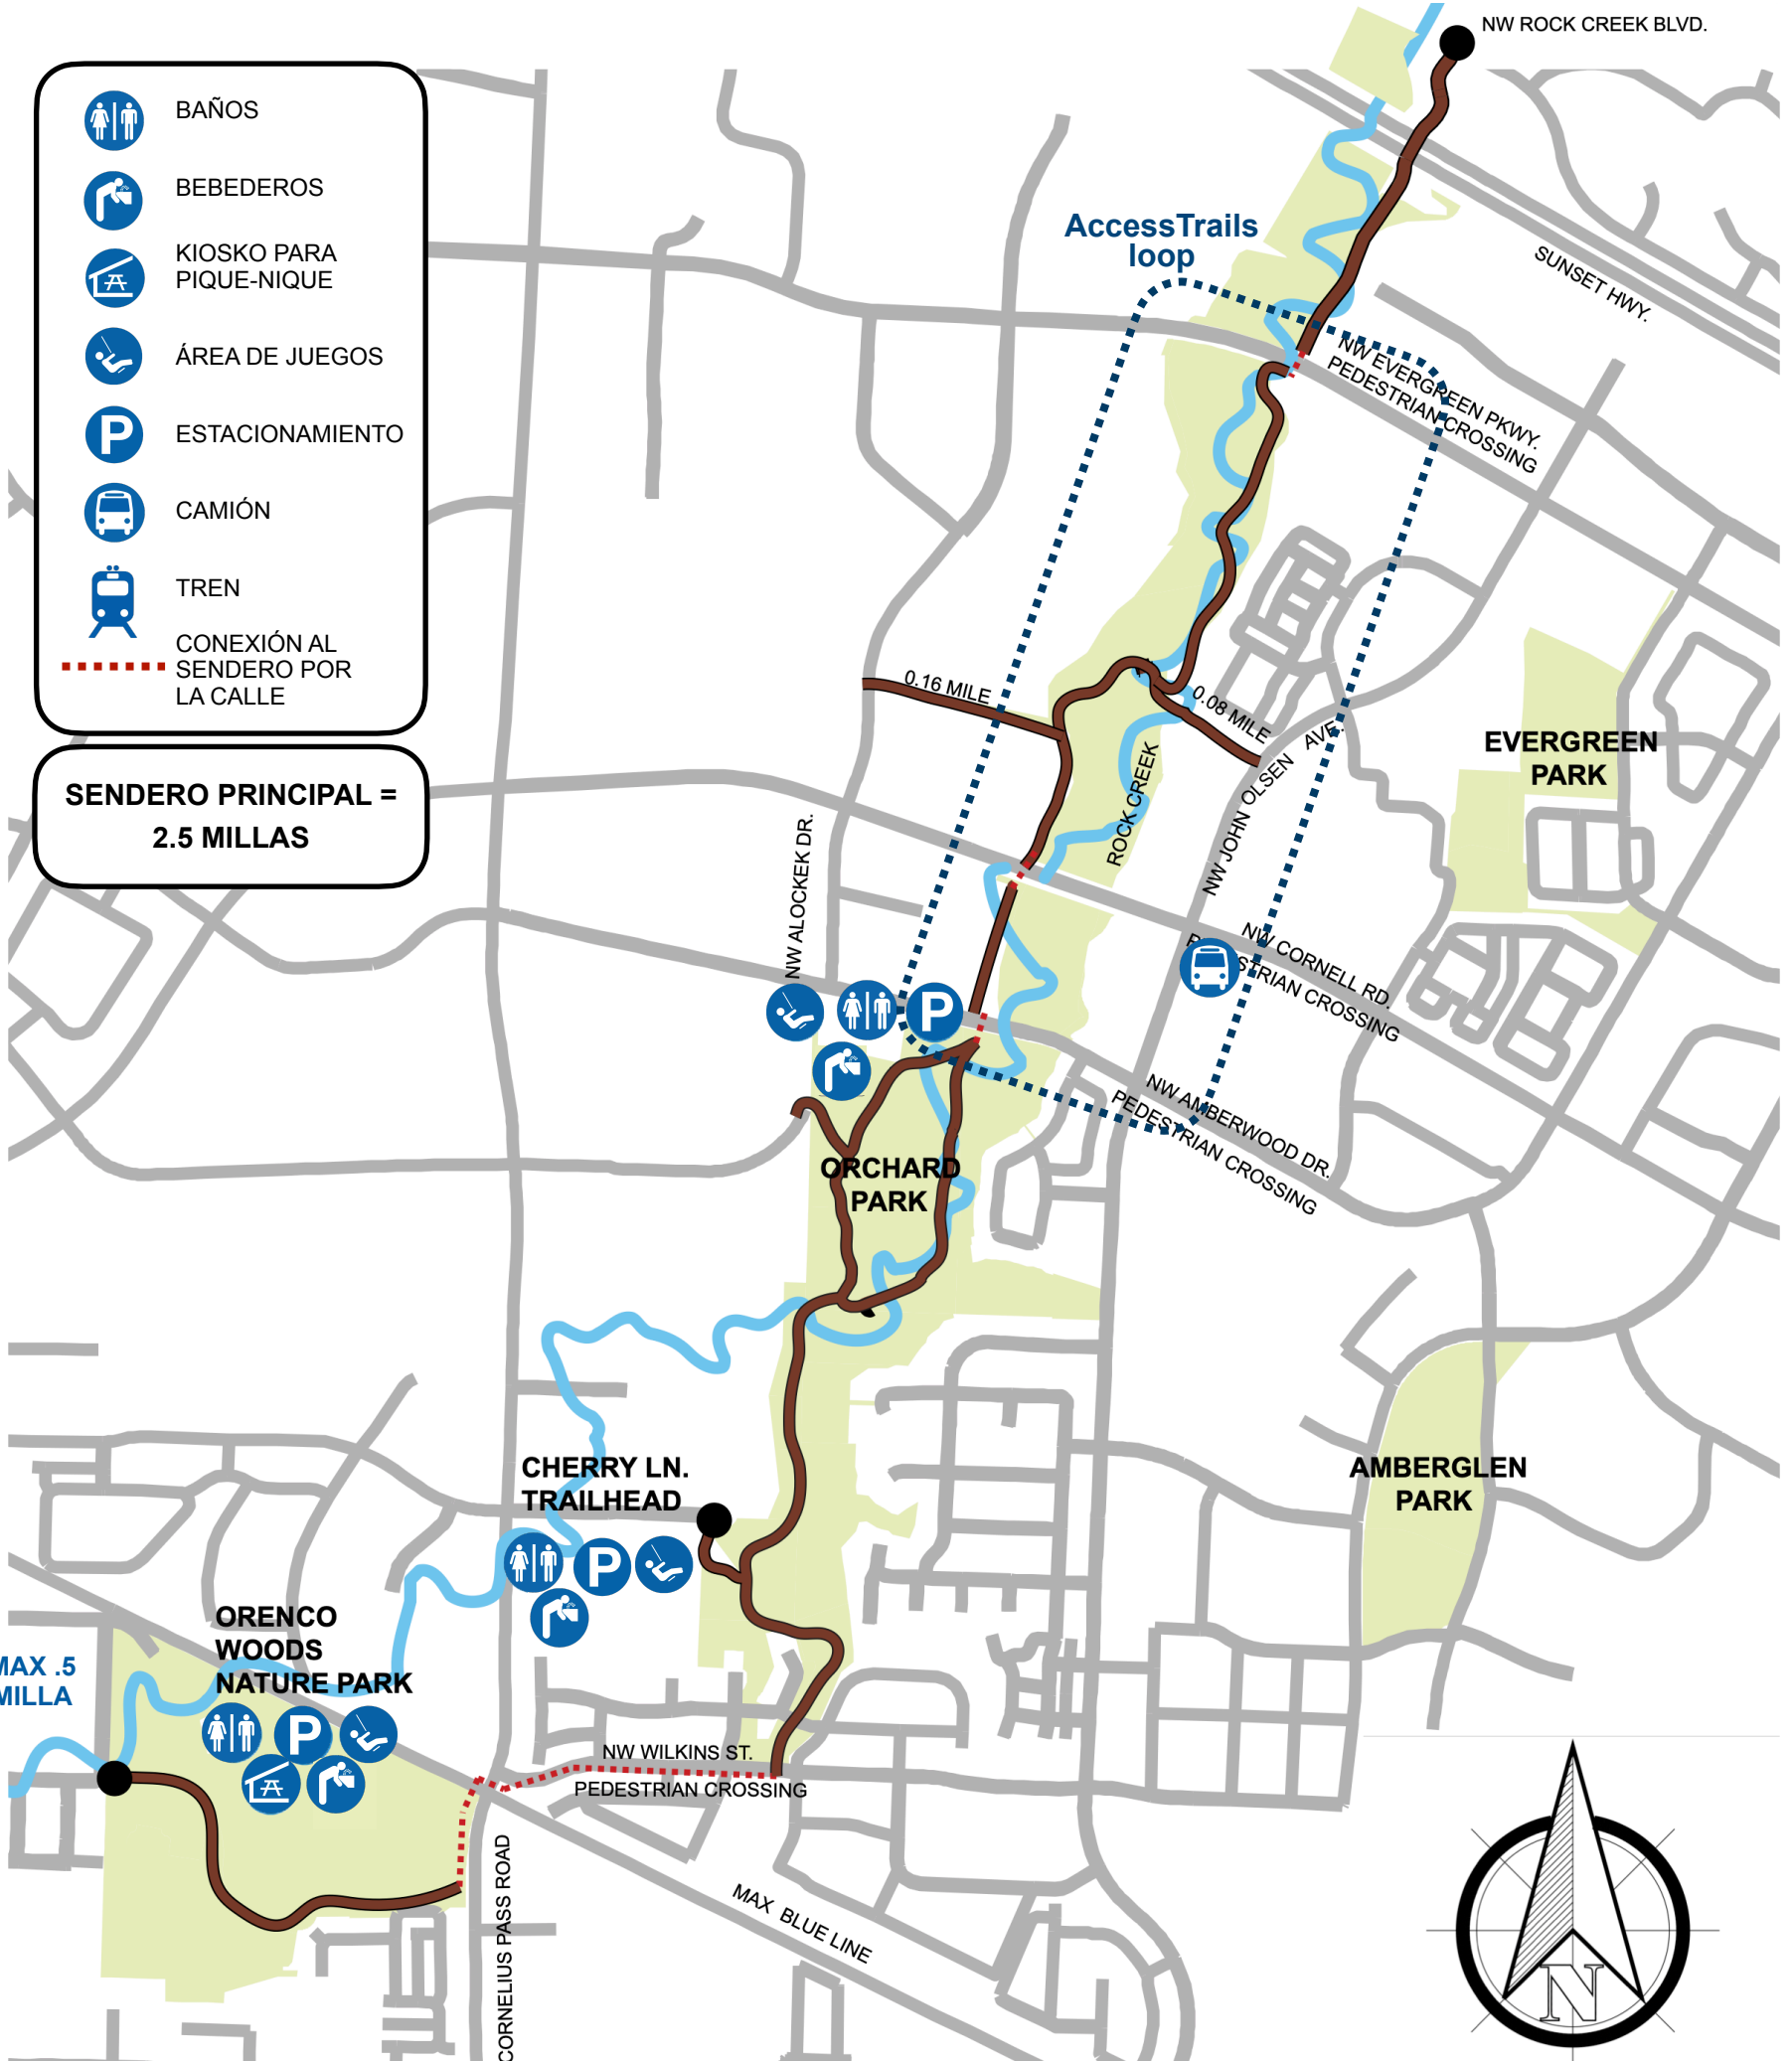 NW ROCK CREEK BLVD.
BAÑOS
BEBEDEROS
KIOSKO PARA
PIQUE-NIQUE
ÁREA DE JUEGOS
P
ESTACIONAMIENTO
CAMIÓN
TREN
CONEXIÓN AL
SENDERO POR
LA CALLE
SENDERO PRINCIPAL =
2.5 MILLAS
AccessTrails
loop
SUNSET HWY.
NW EVERGREEN PKWY.
PEDESTRIAN CROSSING
0.16 MILE
0.08 MILE
ROCK CREEK
NW JOHN OLSEN AVE.
EVERGREEN
PARK
NW ALOCKEK DR.
NW CORNELL RD.
STRIAN CROSSING
P
NW AMBERWOOD DR.
PEDESTRIAN CROSSING
ORCHARD
PARK
CHERRY LN.
TRAILHEAD
P
AMBERGLEN
PARK
ORENCO
WOODS
NATURE PARK
P
MAX .5
MILLA
NW WILKINS ST.
PEDESTRIAN CROSSING
CORNELIUS PASS ROAD
MAX BLUE LINE
N